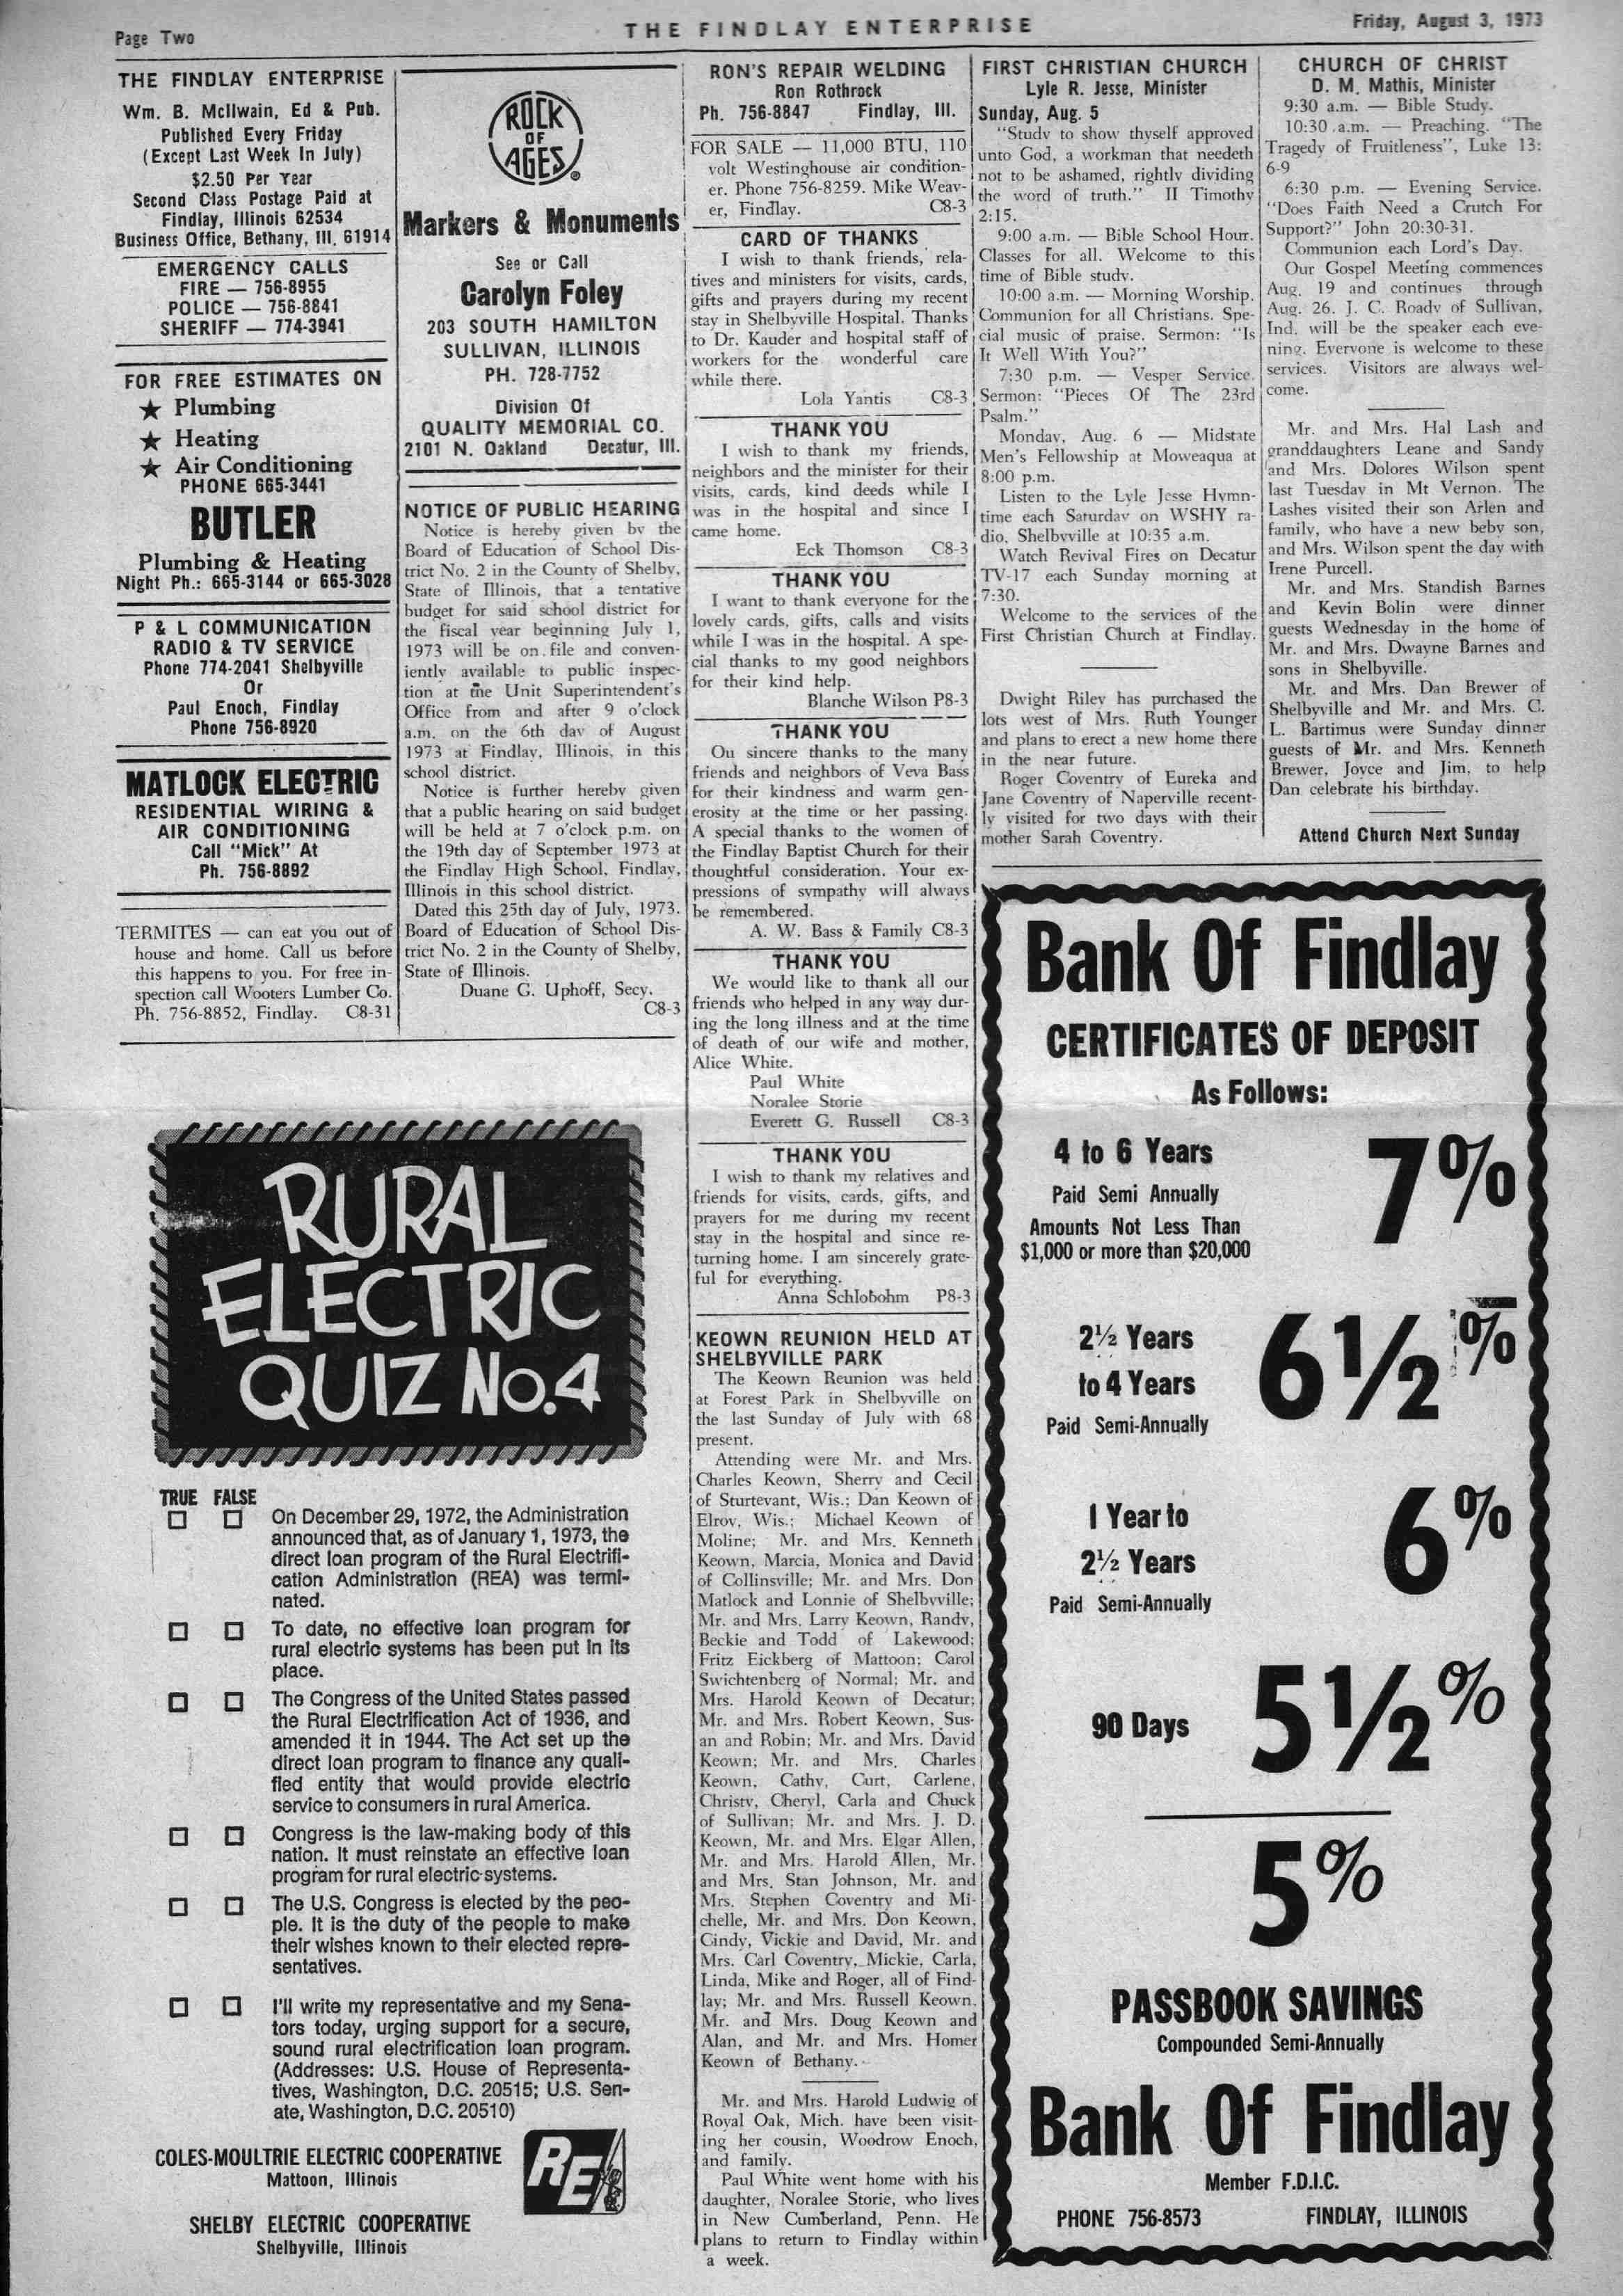 Page Two
THE FINDLAY ENTERPRISE
Friday, August 3, 1973
THE FINDLAY ENTERPRISE
Wm. B. McIlwain, Ed & Pub.
Published Every Friday
(Except Last Week In July)
$2.50 Per Year
Second Class Postage Paid at
Findlay, Illinois 62534
Business Office, Bethany, Ill. 61914
EMERGENCY CALLS
FIRE — 756-8955
POLICE — 756-8841
SHERIFF — 774-3941
FOR FREE ESTIMATES ON
★ Plumbing
★ Heating
★ Air Conditioning
PHONE 665-3441
BUTLER
Plumbing & Heating
Night Ph.: 665-3144 or 665-3028
P & L COMMUNICATION
RADIO & TV SERVICE
Phone 774-2041 Shelbyville
Or
Paul Enoch, Findlay
Phone 756-8920
MATLOCK ELECTRIC
RESIDENTIAL WIRING &
AIR CONDITIONING
Call "Mick" At
Ph. 756-8892
TERMITES — can eat you out of
house and home. Call us before
this happens to you. For free in-
spection call Wooters Lumber Co.
Ph. 756-8852, Findlay. C8-31
ROCK
OF
AGES®
Markers & Monuments
See or Call
Carolyn Foley
203 SOUTH HAMILTON
SULLIVAN, ILLINOIS
PH. 728-7752
Division Of
QUALITY MEMORIAL CO.
2101 N. Oakland Decatur, Ill.
NOTICE OF PUBLIC HEARING
Notice is hereby given by the
Board of Education of School Dis-
trict No. 2 in the County of Shelby,
State of Illinois, that a tentative
budget for said school district for
the fiscal year beginning July 1,
1973 will be on file and conven-
iently available to public inspec-
tion at the Unit Superintendent's
Office from and after 9 o'clock
a.m. on the 6th day of August
1973 at Findlay, Illinois, in this
school district.
Notice is further hereby given
that a public hearing on said budget
will be held at 7 o'clock p.m. on
the 19th day of September 1973 at
the Findlay High School, Findlay,
Illinois in this school district.
Dated this 25th day of July, 1973.
Board of Education of School Dis-
trict No. 2 in the County of Shelby,
State of Illinois.
Duane G. Uphoff, Secy.
C8-3
RURAL
ELECTRIC
QUIZ No.4
TRUE FALSE
On December 29, 1972, the Administration
announced that, as of January 1, 1973, the
direct loan program of the Rural Electrifi-
cation Administration (REA) was termi-
nated.
To date, no effective loan program for
rural electric systems has been put in its
place.
The Congress of the United States passed
the Rural Electrification Act of 1936, and
amended it in 1944. The Act set up the
direct loan program to finance any quali-
fied entity that would provide electric
service to consumers in rural America.
Congress is the law-making body of this
nation. It must reinstate an effective loan
program for rural electric systems.
The U.S. Congress is elected by the peo-
ple. It is the duty of the people to make
their wishes known to their elected repre-
sentatives.
I'll write my representative and my Sena-
tors today, urging support for a secure,
sound rural electrification loan program.
(Addresses: U.S. House of Representa-
tives, Washington, D.C. 20515; U.S. Sen-
ate, Washington, D.C. 20510)
COLES-MOULTRIE ELECTRIC COOPERATIVE
Mattoon, Illinois
SHELBY ELECTRIC COOPERATIVE
Shelbyville, Illinois
RE
RON'S REPAIR WELDING
Ron Rothrock
Ph. 756-8847 Findlay, Ill.
FOR SALE — 11,000 BTU, 110
volt Westinghouse air condition-
er. Phone 756-8259. Mike Weav-
er, Findlay. C8-3
CARD OF THANKS
I wish to thank friends, rela-
tives and ministers for visits, cards,
gifts and prayers during my recent
stay in Shelbyville Hospital. Thanks
to Dr. Kauder and hospital staff of
workers for the wonderful care
while there.
Lola Yantis C8-3
THANK YOU
I wish to thank my friends,
neighbors and the minister for their
visits, cards, kind deeds while I
was in the hospital and since I
came home.
Eck Thomson C8-3
THANK YOU
I want to thank everyone for the
lovely cards, gifts, calls and visits
while I was in the hospital. A spe-
cial thanks to my good neighbors
for their kind help.
Blanche Wilson P8-3
THANK YOU
Ou sincere thanks to the many
friends and neighbors of Veva Bass
for their kindness and warm gen-
erosity at the time or her passing.
A special thanks to the women of
the Findlay Baptist Church for their
thoughtful consideration. Your ex-
pressions of sympathy will always
be remembered.
A. W. Bass & Family C8-3
THANK YOU
We would like to thank all our
friends who helped in any way dur-
ing the long illness and at the time
of death of our wife and mother,
Alice White.
Paul White
Noralee Storie
Everett G. Russell C8-3
THANK YOU
I wish to thank my relatives and
friends for visits, cards, gifts, and
prayers for me during my recent
stay in the hospital and since re-
turning home. I am sincerely grate-
ful for everything.
Anna Schlobohm P8-3
KEOWN REUNION HELD AT
SHELBYVILLE PARK
The Keown Reunion was held
at Forest Park in Shelbyville on
the last Sunday of July with 68
present.
Attending were Mr. and Mrs.
Charles Keown, Sherry and Cecil
of Sturtevant, Wis.; Dan Keown of
Elroy, Wis.; Michael Keown of
Moline; Mr. and Mrs. Kenneth
Keown, Marcia, Monica and David
of Collinsville; Mr. and Mrs. Don
Matlock and Lonnie of Shelbyville;
Mr. and Mrs. Larry Keown, Randy,
Beckie and Todd of Lakewood;
Fritz Eickberg of Mattoon; Carol
Swichtenberg of Normal; Mr. and
Mrs. Harold Keown of Decatur;
Mr. and Mrs. Robert Keown, Sus-
an and Robin; Mr. and Mrs. David
Keown; Mr. and Mrs. Charles
Keown, Cathy, Curt, Carlene,
Christy, Cheryl, Carla and Chuck
of Sullivan; Mr. and Mrs. J. D.
Keown, Mr. and Mrs. Elgar Allen,
Mr. and Mrs. Harold Allen, Mr.
and Mrs. Stan Johnson, Mr. and
Mrs. Stephen Coventry and Mi-
chelle, Mr. and Mrs. Don Keown,
Cindy, Vickie and David, Mr. and
Mrs. Carl Coventry, Mickie, Carla,
Linda, Mike and Roger, all of Find-
lay; Mr. and Mrs. Russell Keown,
Mr. and Mrs. Doug Keown and
Alan, and Mr. and Mrs. Homer
Keown of Bethany.
Mr. and Mrs. Harold Ludwig of
Royal Oak, Mich. have been visit-
ing her cousin, Woodrow Enoch,
and family.
Paul White went home with his
daughter, Noralee Storie, who lives
in New Cumberland, Penn. He
plans to return to Findlay within
a week.
FIRST CHRISTIAN CHURCH
Lyle R. Jesse, Minister
Sunday, Aug. 5
"Study to show thyself approved
unto God, a workman that needeth
not to be ashamed, rightly dividing
the word of truth." II Timothy
2:15.
9:00 a.m. — Bible School Hour.
Classes for all. Welcome to this
time of Bible study.
10:00 a.m. — Morning Worship.
Communion for all Christians. Spe-
cial music of praise. Sermon: "Is
It Well With You?"
7:30 p.m. — Vesper Service.
Sermon: "Pieces Of The 23rd
Psalm."
Monday, Aug. 6 — Midstate
Men's Fellowship at Moweaqua at
8:00 p.m.
Listen to the Lyle Jesse Hymn-
time each Saturday on WSHY ra-
dio, Shelbyville at 10:35 a.m.
Watch Revival Fires on Decatur
TV-17 each Sunday morning at
7:30.
Welcome to the services of the
First Christian Church at Findlay.
Dwight Riley has purchased the
lots west of Mrs. Ruth Younger
and plans to erect a new home there
in the near future.
Roger Coventry of Eureka and
Jane Coventry of Naperville recent-
ly visited for two days with their
mother Sarah Coventry.
CHURCH OF CHRIST
D. M. Mathis, Minister
9:30 a.m. — Bible Study.
10:30 a.m. — Preaching. "The
Tragedy of Fruitleness", Luke 13:
6-9
6:30 p.m. — Evening Service.
"Does Faith Need a Crutch For
Support?" John 20:30-31.
Communion each Lord's Day.
Our Gospel Meeting commences
Aug. 19 and continues through
Aug. 26. J. C. Roady of Sullivan,
Ind. will be the speaker each eve-
ning. Everyone is welcome to these
services. Visitors are always wel-
come.
Mr. and Mrs. Hal Lash and
granddaughters Leane and Sandy
and Mrs. Dolores Wilson spent
last Tuesday in Mt Vernon. The
Lashes visited their son Arlen and
family, who have a new beby son,
and Mrs. Wilson spent the day with
Irene Purcell.
Mr. and Mrs. Standish Barnes
and Kevin Bolin were dinner
guests Wednesday in the home of
Mr. and Mrs. Dwayne Barnes and
sons in Shelbyville.
Mr. and Mrs. Dan Brewer of
Shelbyville and Mr. and Mrs. C.
L. Bartimus were Sunday dinner
guests of Mr. and Mrs. Kenneth
Brewer, Joyce and Jim, to help
Dan celebrate his birthday.
Attend Church Next Sunday
Bank Of Findlay
CERTIFICATES OF DEPOSIT
As Follows:
4 to 6 Years
Paid Semi Annually
Amounts Not Less Than
$1,000 or more than $20,000
7%
2½ Years
to 4 Years
Paid Semi-Annually
6½%
1 Year to
2½ Years
Paid Semi-Annually
6%
90 Days
5½%
5%
PASSBOOK SAVINGS
Compounded Semi-Annually
Bank Of Findlay
Member F.D.I.C.
PHONE 756-8573 FINDLAY, ILLINOIS